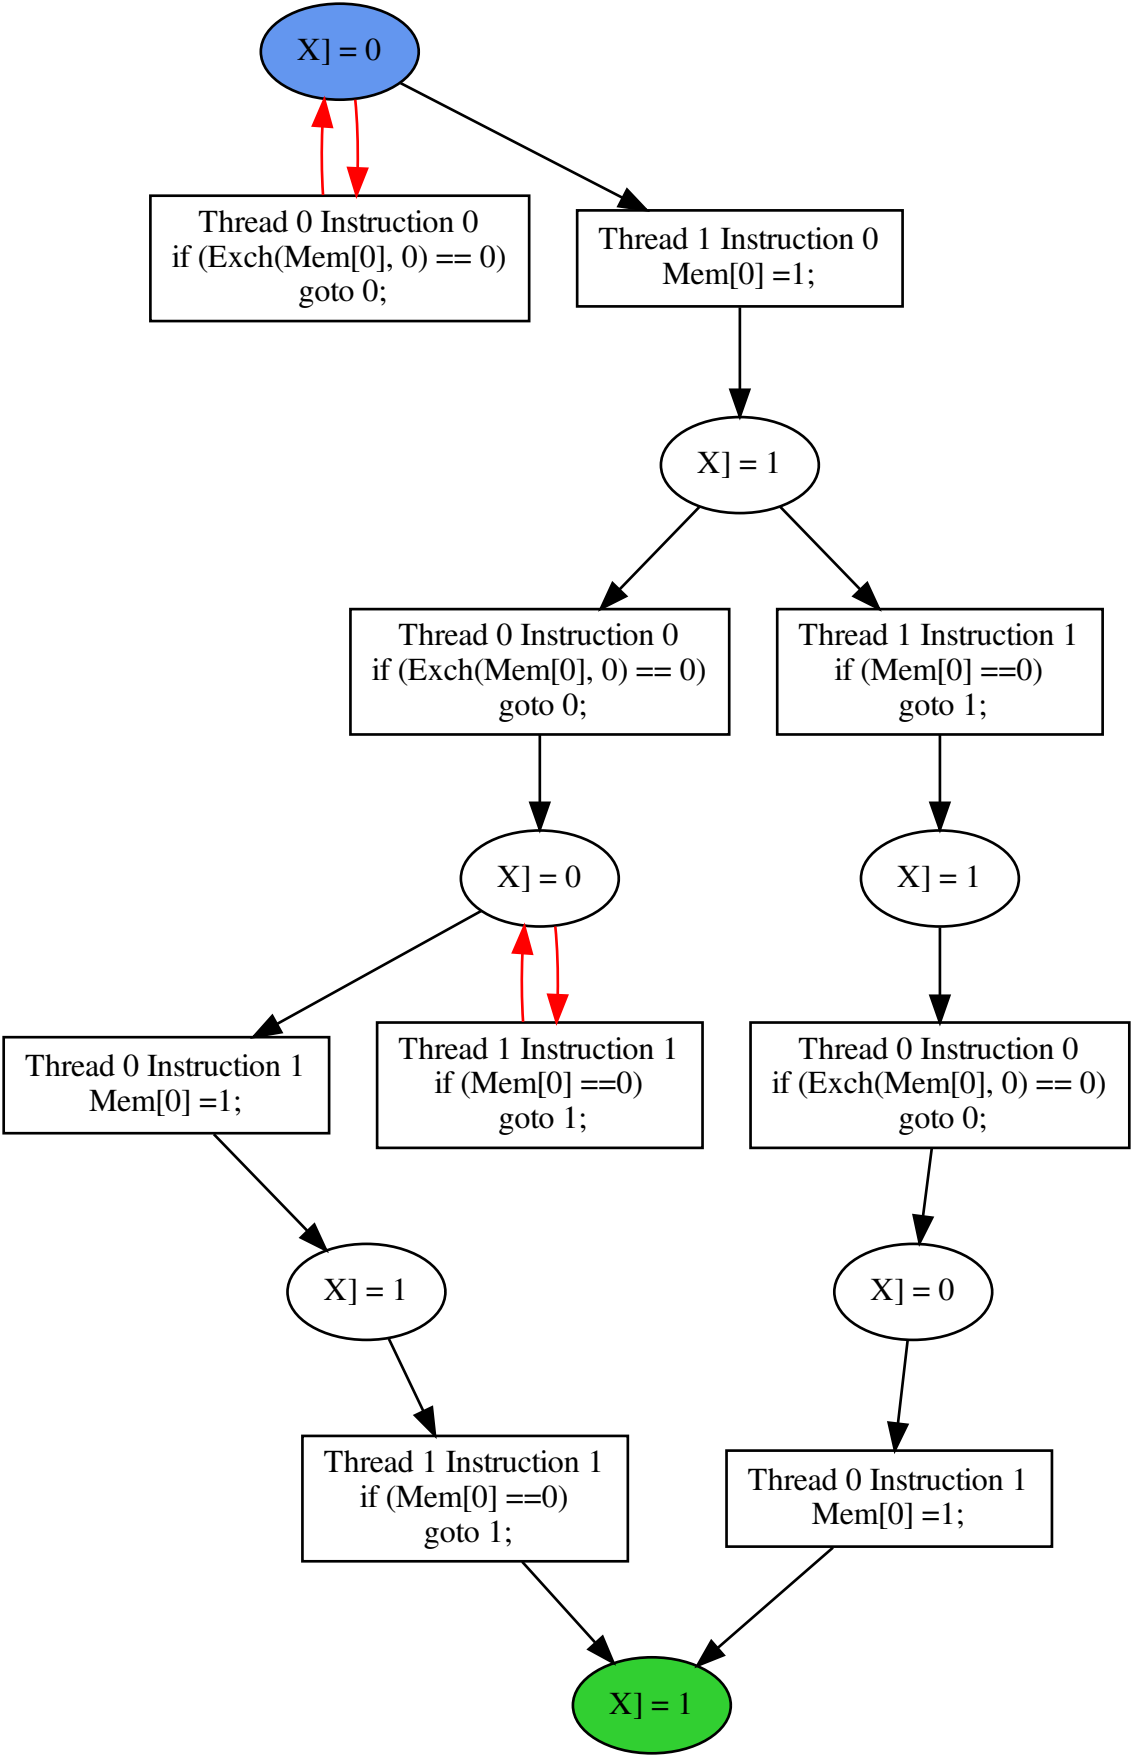 X] = 0
Thread 0 Instruction 0
if (Exch(Mem[0], 0) == 0)
goto 0;
Thread 1 Instruction 0
Mem[0] =1;
X] = 1
Thread 0 Instruction 0
if (Exch(Mem[0], 0) == 0)
goto 0;
Thread 1 Instruction 1
if (Mem[0] ==0)
goto 1;
X] = 0
X] = 1
Thread 0 Instruction 1
Mem[0] =1;
Thread 1 Instruction 1
if (Mem[0] ==0)
goto 1;
Thread 0 Instruction 0
if (Exch(Mem[0], 0) == 0)
goto 0;
X] = 1
X] = 0
Thread 1 Instruction 1
if (Mem[0] ==0)
goto 1;
Thread 0 Instruction 1
Mem[0] =1;
X] = 1